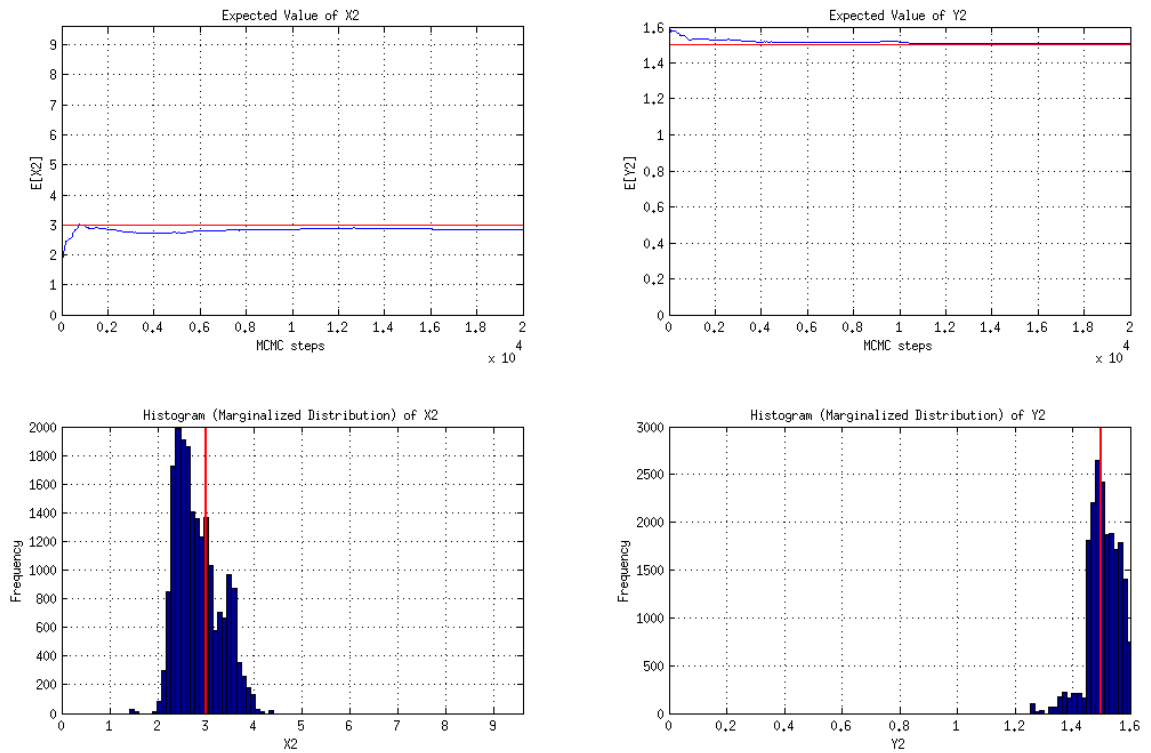 Expected Value of X2
9
8
7
6
5
4
3
2
1
0
E[X2]
0 0.2 0.4 0.6 0.8 1 1.2 1.4 1.6 1.8 2
MCMC steps
x 10 4
Expected Value of Y2
1.6
1.4
1.2
1
0.8
0.6
0.4
0.2
0
E[Y2]
0 0.2 0.4 0.6 0.8 1 1.2 1.4 1.6 1.8 2
MCMC steps
x 10 4
Histogram (Marginalized Distribution) of X2
2000
1800
1600
1400
1200
1000
800
600
400
200
0
Frequency
0 1 2 3 4 5 6 7 8 9
X2
Histogram (Marginalized Distribution) of Y2
3000
2500
2000
1500
1000
500
0
Frequency
0 0.2 0.4 0.6 0.8 1 1.2 1.4 1.6
Y2